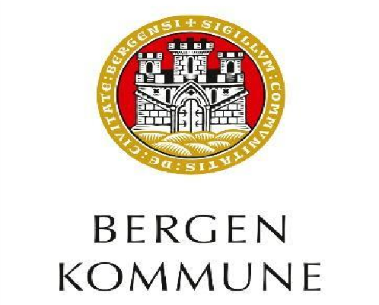 + SIGILLVM : COMMVNITATIS : DE : CIVITATE : BERGENSI
BERGEN
KOMMUNE